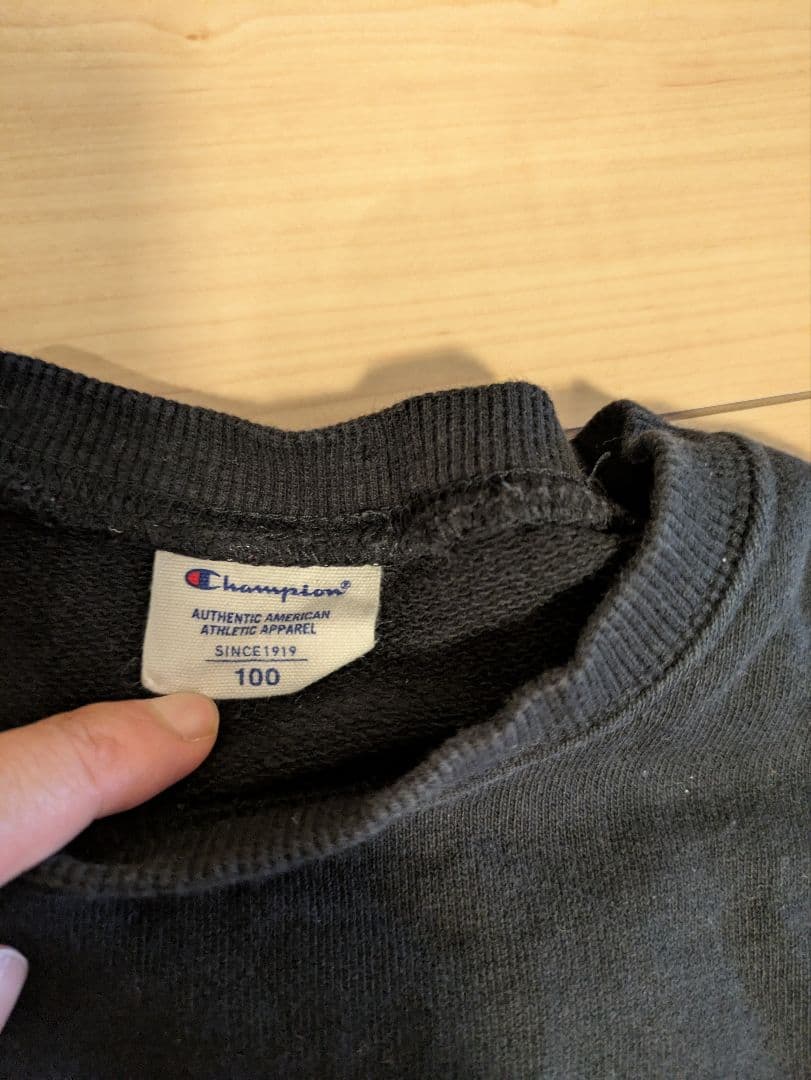 Champion®
AUTHENTIC AMERICAN
ATHLETIC APPAREL
SINCE 1919
100